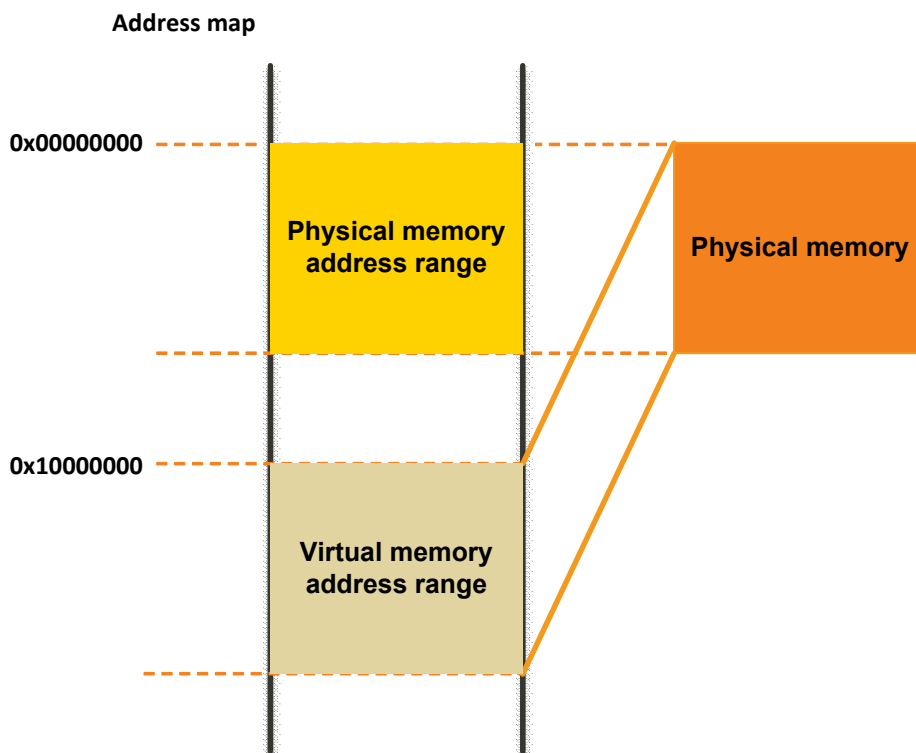 Address map
0x00000000
Physical memory
address range
Physical memory
0x10000000
Virtual memory
address range